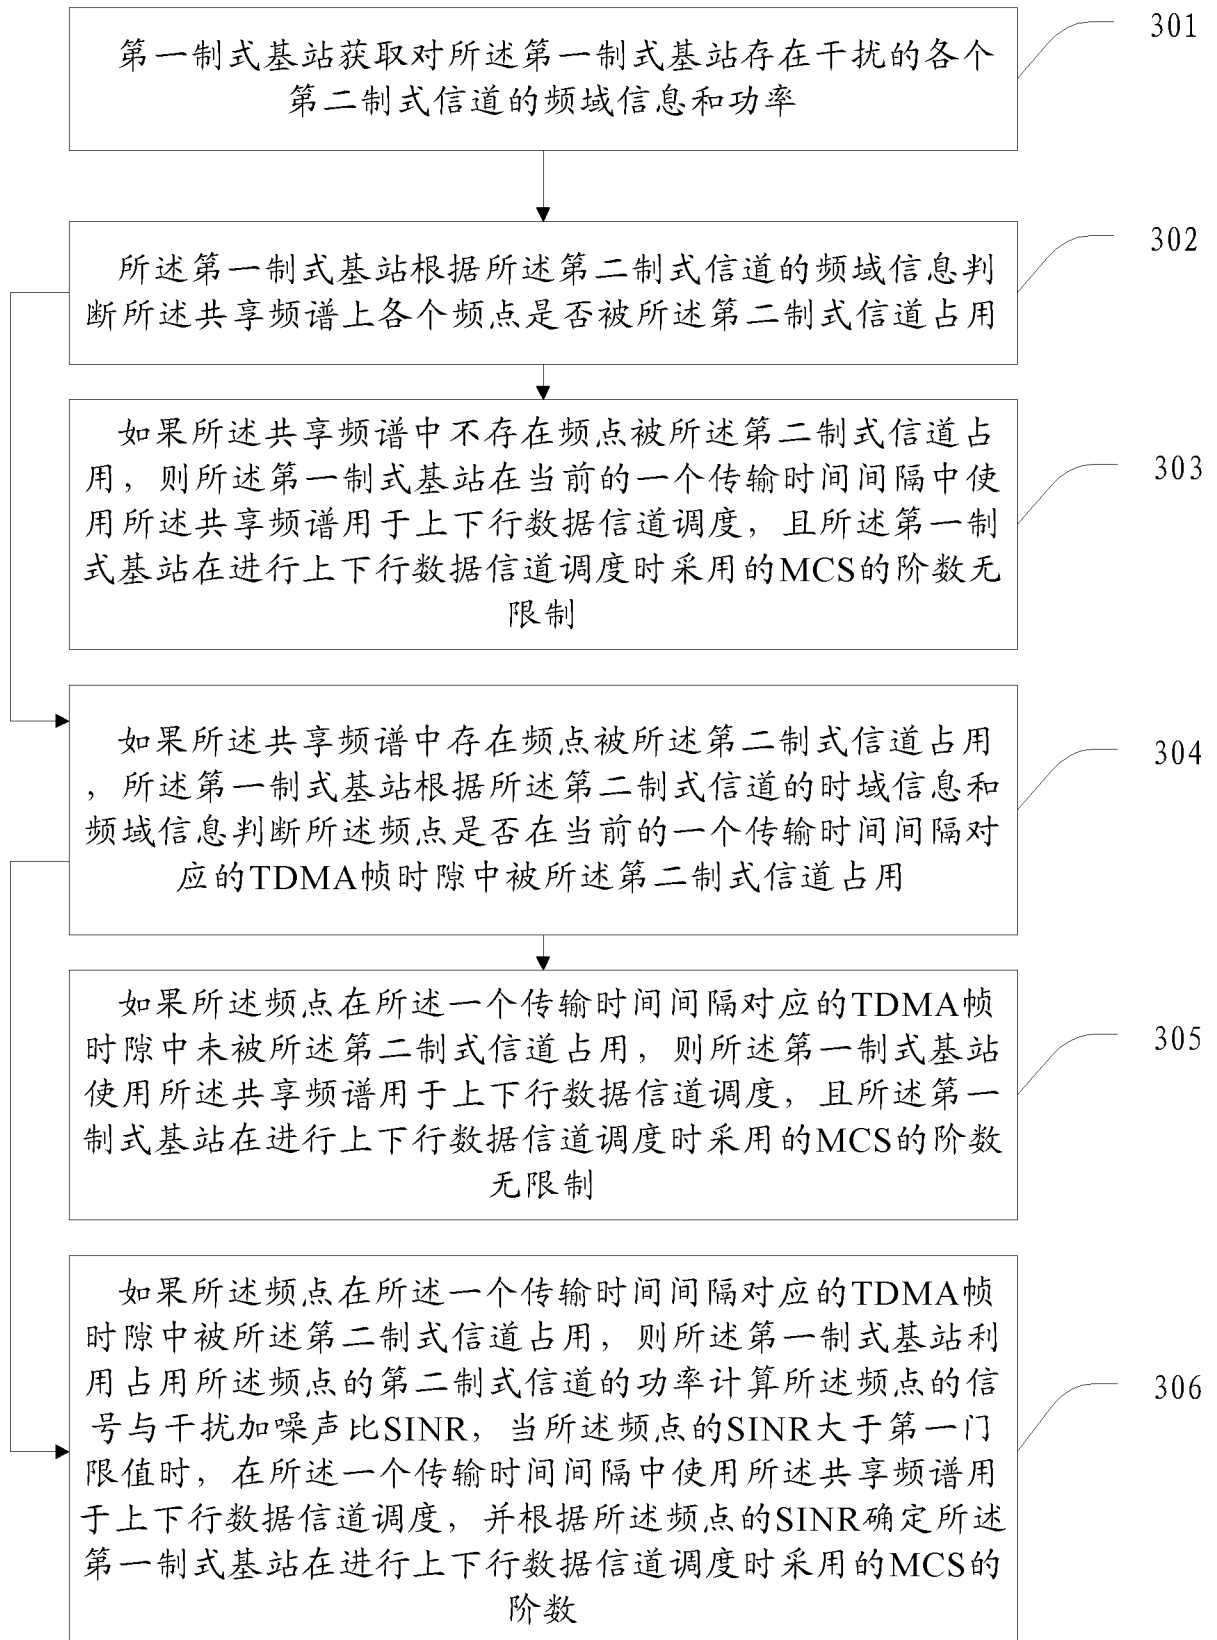 第一制式基站获取对所述第一制式基站存在干扰的各个
第二制式信道的频域信息和功率
301
所述第一制式基站根据所述第二制式信道的频域信息判
断所述共享频谱上各个频点是否被所述第二制式信道占用
302
如果所述共享频谱中不存在频点被所述第二制式信道占
用，则所述第一制式基站在当前的一个传输时间间隔中使
用所述共享频谱用于上下行数据信道调度，且所述第一制
式基站在进行上下行数据信道调度时采用的MCS的阶数无
限制
303
如果所述共享频谱中存在频点被所述第二制式信道占用
，所述第一制式基站根据所述第二制式信道的时域信息和
频域信息判断所述频点是否在当前的一个传输时间间隔对
应的TDMA帧时隙中被所述第二制式信道占用
304
如果所述频点在所述一个传输时间间隔对应的TDMA帧
时隙中未被所述第二制式信道占用，则所述第一制式基站
使用所述共享频谱用于上下行数据信道调度，且所述第一
制式基站在进行上下行数据信道调度时采用的MCS的阶数
无限制
305
如果所述频点在所述一个传输时间间隔对应的TDMA帧
时隙中被所述第二制式信道占用，则所述第一制式基站利
用占用所述频点的第二制式信道的功率计算所述频点的信
号与干扰加噪声比SINR，当所述频点的SINR大于第一门
限值时，在所述一个传输时间间隔中使用所述共享频谱用
于上下行数据信道调度，并根据所述频点的SINR确定所述
第一制式基站在进行上下行数据信道调度时采用的MCS的
阶数
306